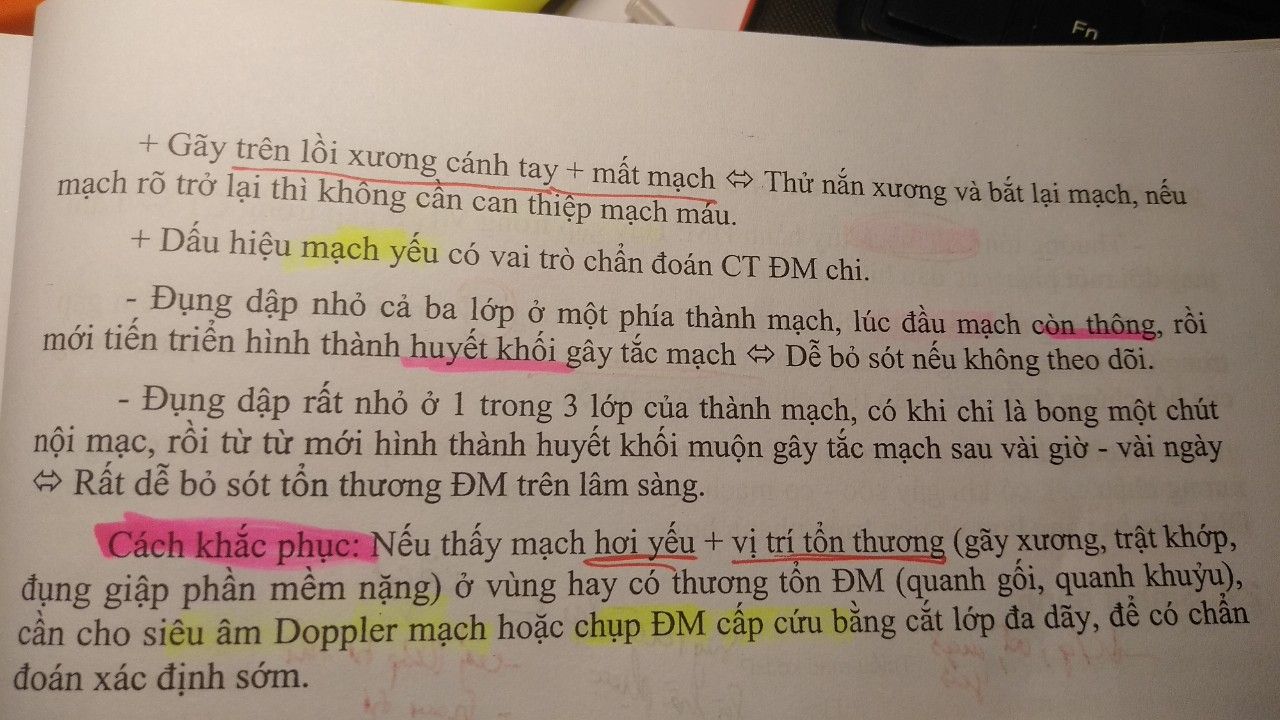 Fn
+ Gãy trên lồi xương cánh tay + mất mạch ⇔ Thử nắn xương và bắt lại mạch, nếu
mạch rõ trở lại thì không cần can thiệp mạch máu.
+ Dấu hiệu mạch yếu có vai trò chẩn đoán CT ĐM chi.
- Đụng dập nhỏ cả ba lớp ở một phía thành mạch, lúc đầu mạch còn thông, rồi
mới tiến triển hình thành huyết khối gây tắc mạch ⇔ Dễ bỏ sót nếu không theo dõi.
- Đụng dập rất nhỏ ở 1 trong 3 lớp của thành mạch, có khi chỉ là bong một chút
nội mạc, rồi từ từ mới hình thành huyết khối muộn gây tắc mạch sau vài giờ - vài ngày
⇔ Rất dễ bỏ sót tổn thương ĐM trên lâm sàng.
Cách khắc phục: Nếu thấy mạch hơi yếu + vị trí tổn thương (gãy xương, trật khớp,
đụng giập phần mềm nặng) ở vùng hay có thương tổn ĐM (quanh gối, quanh khuỷu),
cần cho siêu âm Doppler mạch hoặc chụp ĐM cấp cứu bằng cắt lớp đa dãy, để có chẩn
đoán xác định sớm.